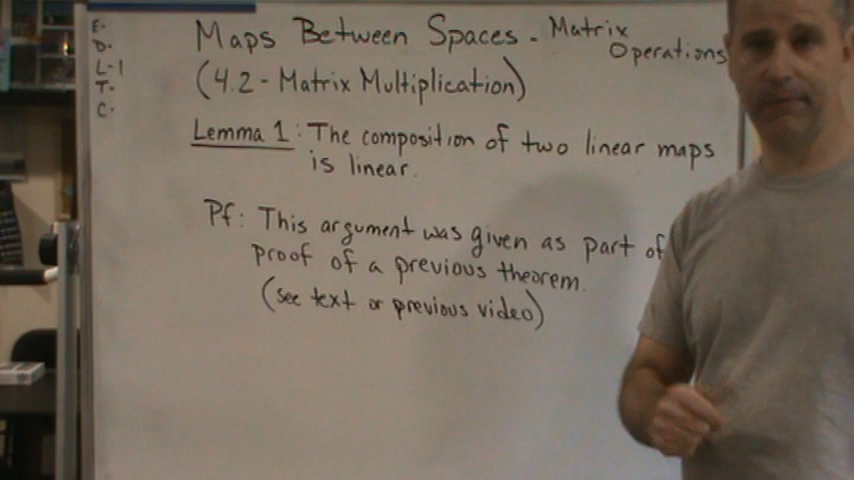 E-
D-
L-1
T-
C-
Maps Between Spaces - Matrix
Operations
(4.2 - Matrix Multiplication)
Lemma 1: The composition of two linear maps
is linear.
Pf: This argument was given as part of
proof of a previous theorem.
(see text or previous video)